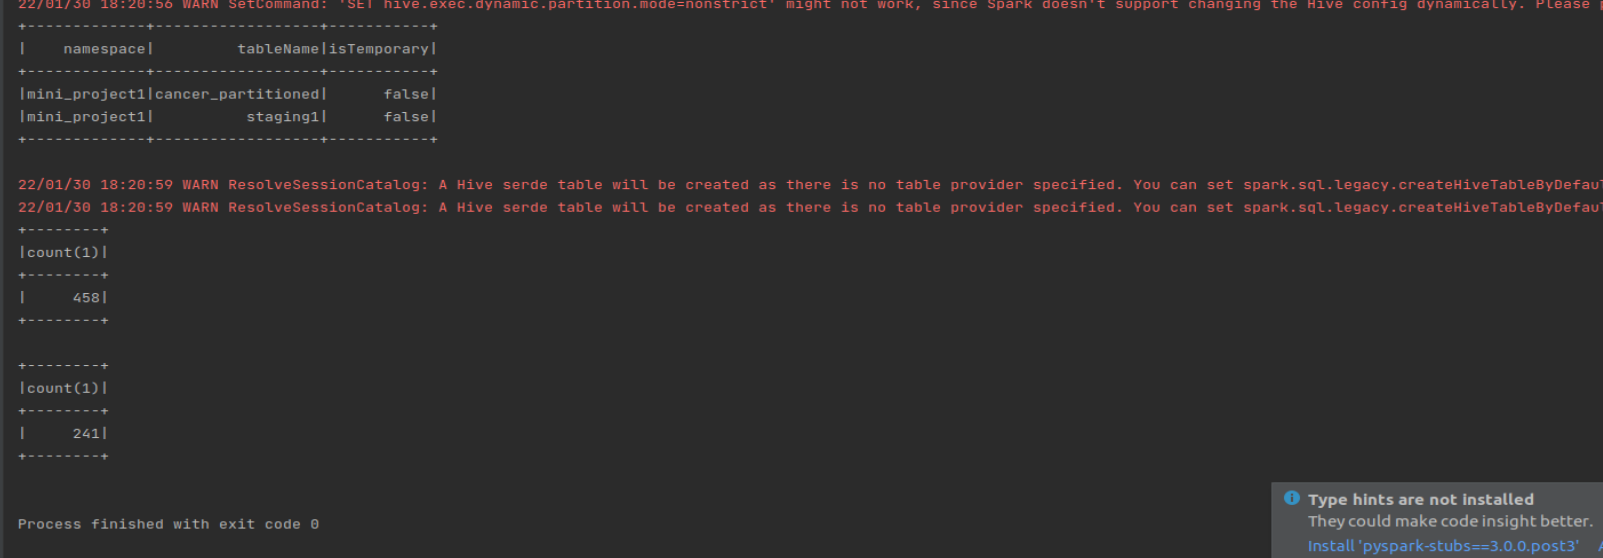 22/01/30 18:20:56 WARN SetCommand: 'SET hive.exec.dynamic.partition.mode=nonstrict' might not work, since Spark doesn't support changing the Hive config dynamically. Please
+-------------+------------------+-----------+
|    namespace|         tableName|isTemporary|
+-------------+------------------+-----------+
|mini_project1|cancer_partitioned|      false|
|mini_project1|          staging1|      false|
+-------------+------------------+-----------+
22/01/30 18:20:59 WARN ResolveSessionCatalog: A Hive serde table will be created as there is no table provider specified. You can set spark.sql.legacy.createHiveTableByDefau
22/01/30 18:20:59 WARN ResolveSessionCatalog: A Hive serde table will be created as there is no table provider specified. You can set spark.sql.legacy.createHiveTableByDefau
+--------+
|count(1)|
+--------+
|     458|
+--------+
+--------+
|count(1)|
+--------+
|     241|
+--------+
Process finished with exit code 0
Type hints are not installed
They could make code insight better.
Install 'pyspark-stubs==3.0.0.post3'